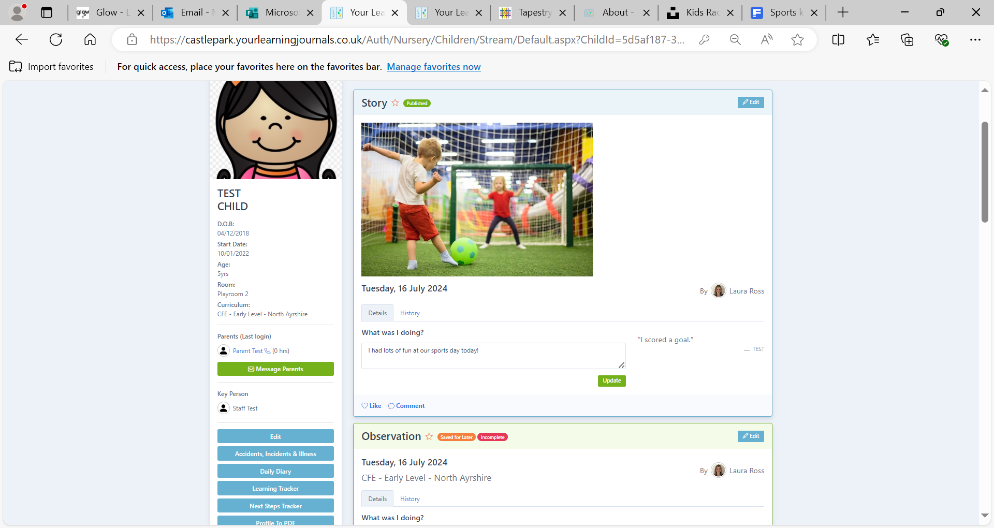 Glow - L
Email - N
Microso
Your Lea
Your Lea
Tapestry
About -
Kids Rac
Sports k
https://castlepark.yourlearningjournals.co.uk/Auth/Nursery/Children/Stream/Default.aspx?ChildId=5d5af187-3...
Import favorites
For quick access, place your favorites here on the favorites bar. Manage favorites now
TEST
CHILD
D.O.B:
04/12/2018
Start Date:
10/01/2022
Age:
5yrs
Room:
Playroom 2
Curriculum:
CFE - Early Level - North Ayrshire
Parents (Last login)
Parent Test (0 hrs)
Message Parents
Key Person
Staff Test
Edit
Accidents, Incidents & Illness
Daily Diary
Learning Tracker
Next Steps Tracker
Profile To PDF
Story Published
Edit
Tuesday, 16 July 2024
By Laura Ross
Details History
What was I doing?
I had lots of fun at our sports day today!
"I scored a goal."
— TEST
Update
Like Comment
Observation Saved for Later Incomplete
Edit
Tuesday, 16 July 2024
CFE - Early Level - North Ayrshire
By Laura Ross
Details History
What was I doing?